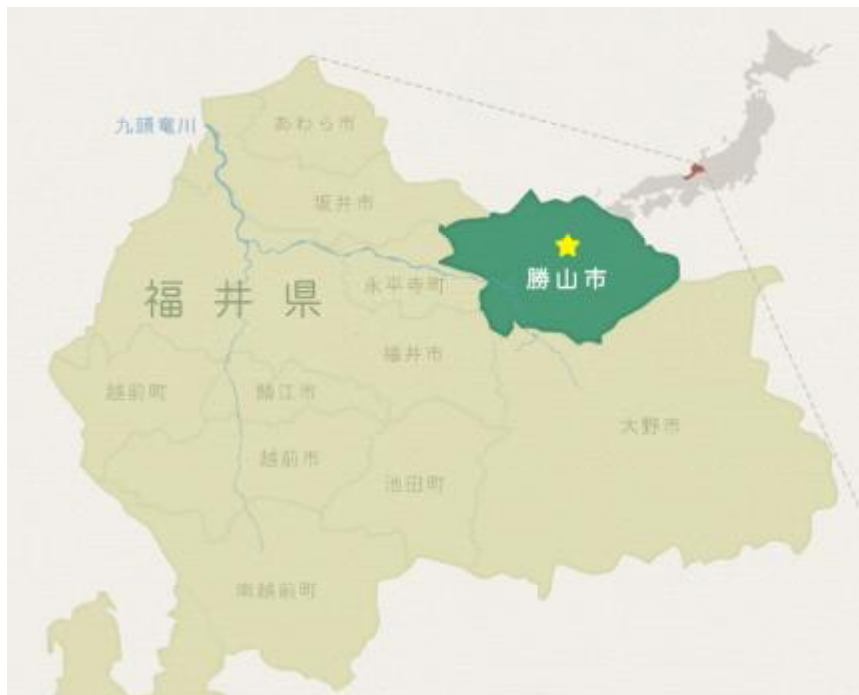 九頭竜川
あわら市
坂井市
勝山市
永平寺町
福井県
福井市
越前町
鯖江市
大野市
越前市
池田町
南越前町